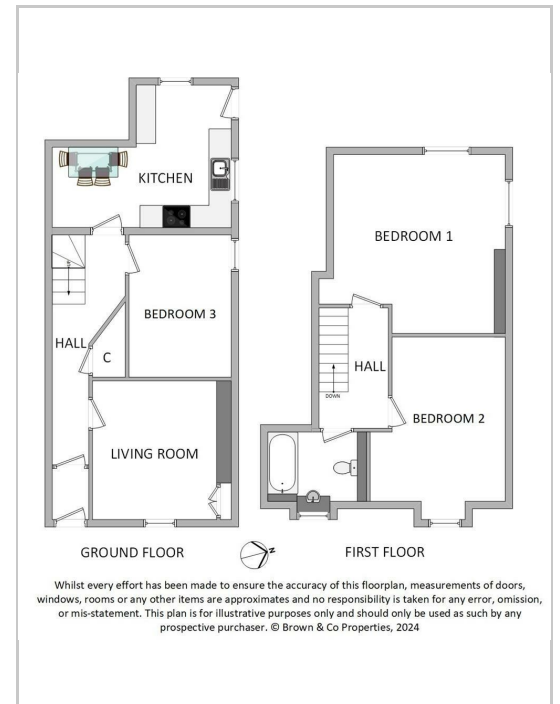 KITCHEN
BEDROOM 1
BEDROOM 3
HALL
C
HALL
DOWN
BEDROOM 2
LIVING ROOM
GROUND FLOOR
N
FIRST FLOOR
Whilst every effort has been made to ensure the accuracy of this floorplan, measurements of doors,
windows, rooms or any other items are approximates and no responsibility is taken for any error, omission,
or mis-statement. This plan is for illustrative purposes only and should only be used as such by any
prospective purchaser. © Brown & Co Properties, 2024